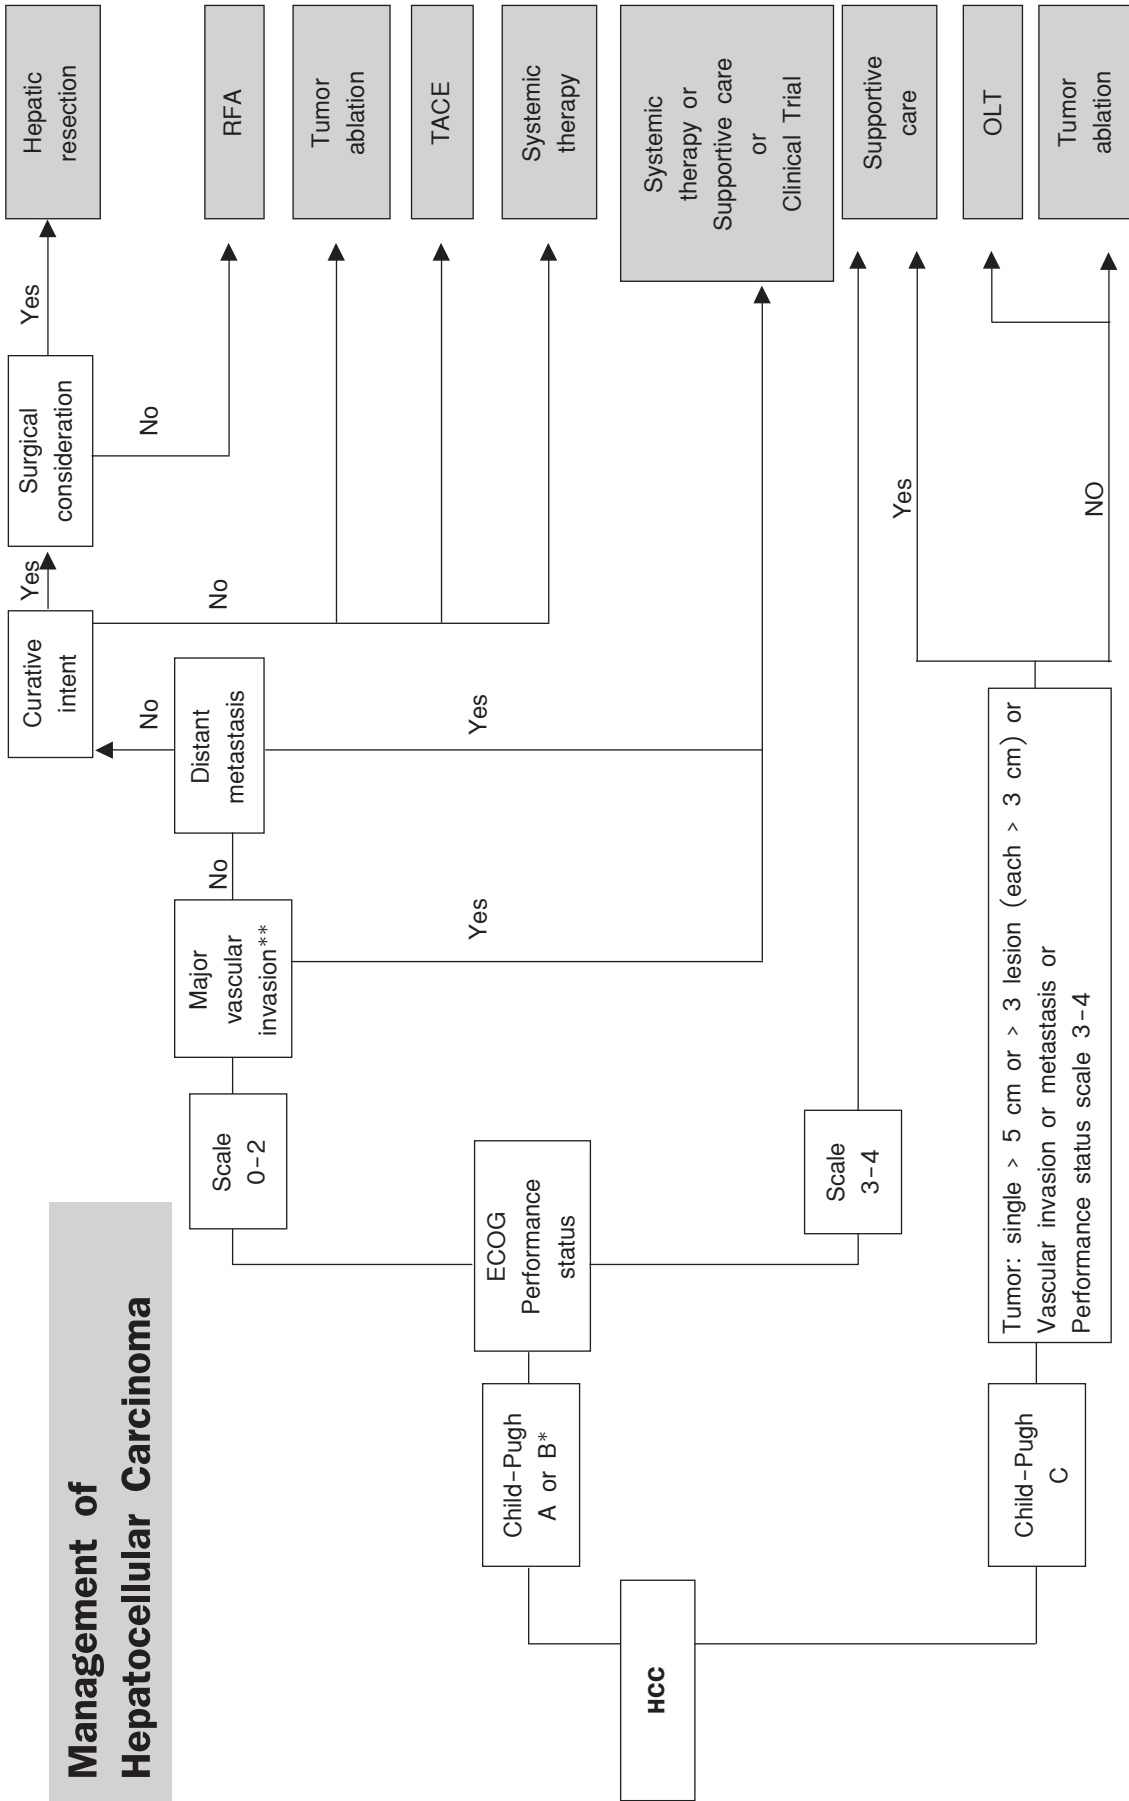 Management of
Hepatocellular Carcinoma
HCC
Child-Pugh
A or B*
Child-Pugh
C
ECOG
Performance
status
Scale
0-2
Scale
3-4
Major
vascular
invasion**
No
Yes
Distant
metastasis
No
Yes
Curative
intent
Yes
No
Surgical
consideration
Yes
No
Tumor: single > 5 cm or > 3 lesion (each > 3 cm) or
Vascular invasion or metastasis or
Performance status scale 3-4
Yes
NO
Hepatic
resection
RFA
Tumor
ablation
TACE
Systemic
therapy
Systemic
therapy or
Supportive care
or
Clinical Trial
Supportive
care
OLT
Tumor
ablation